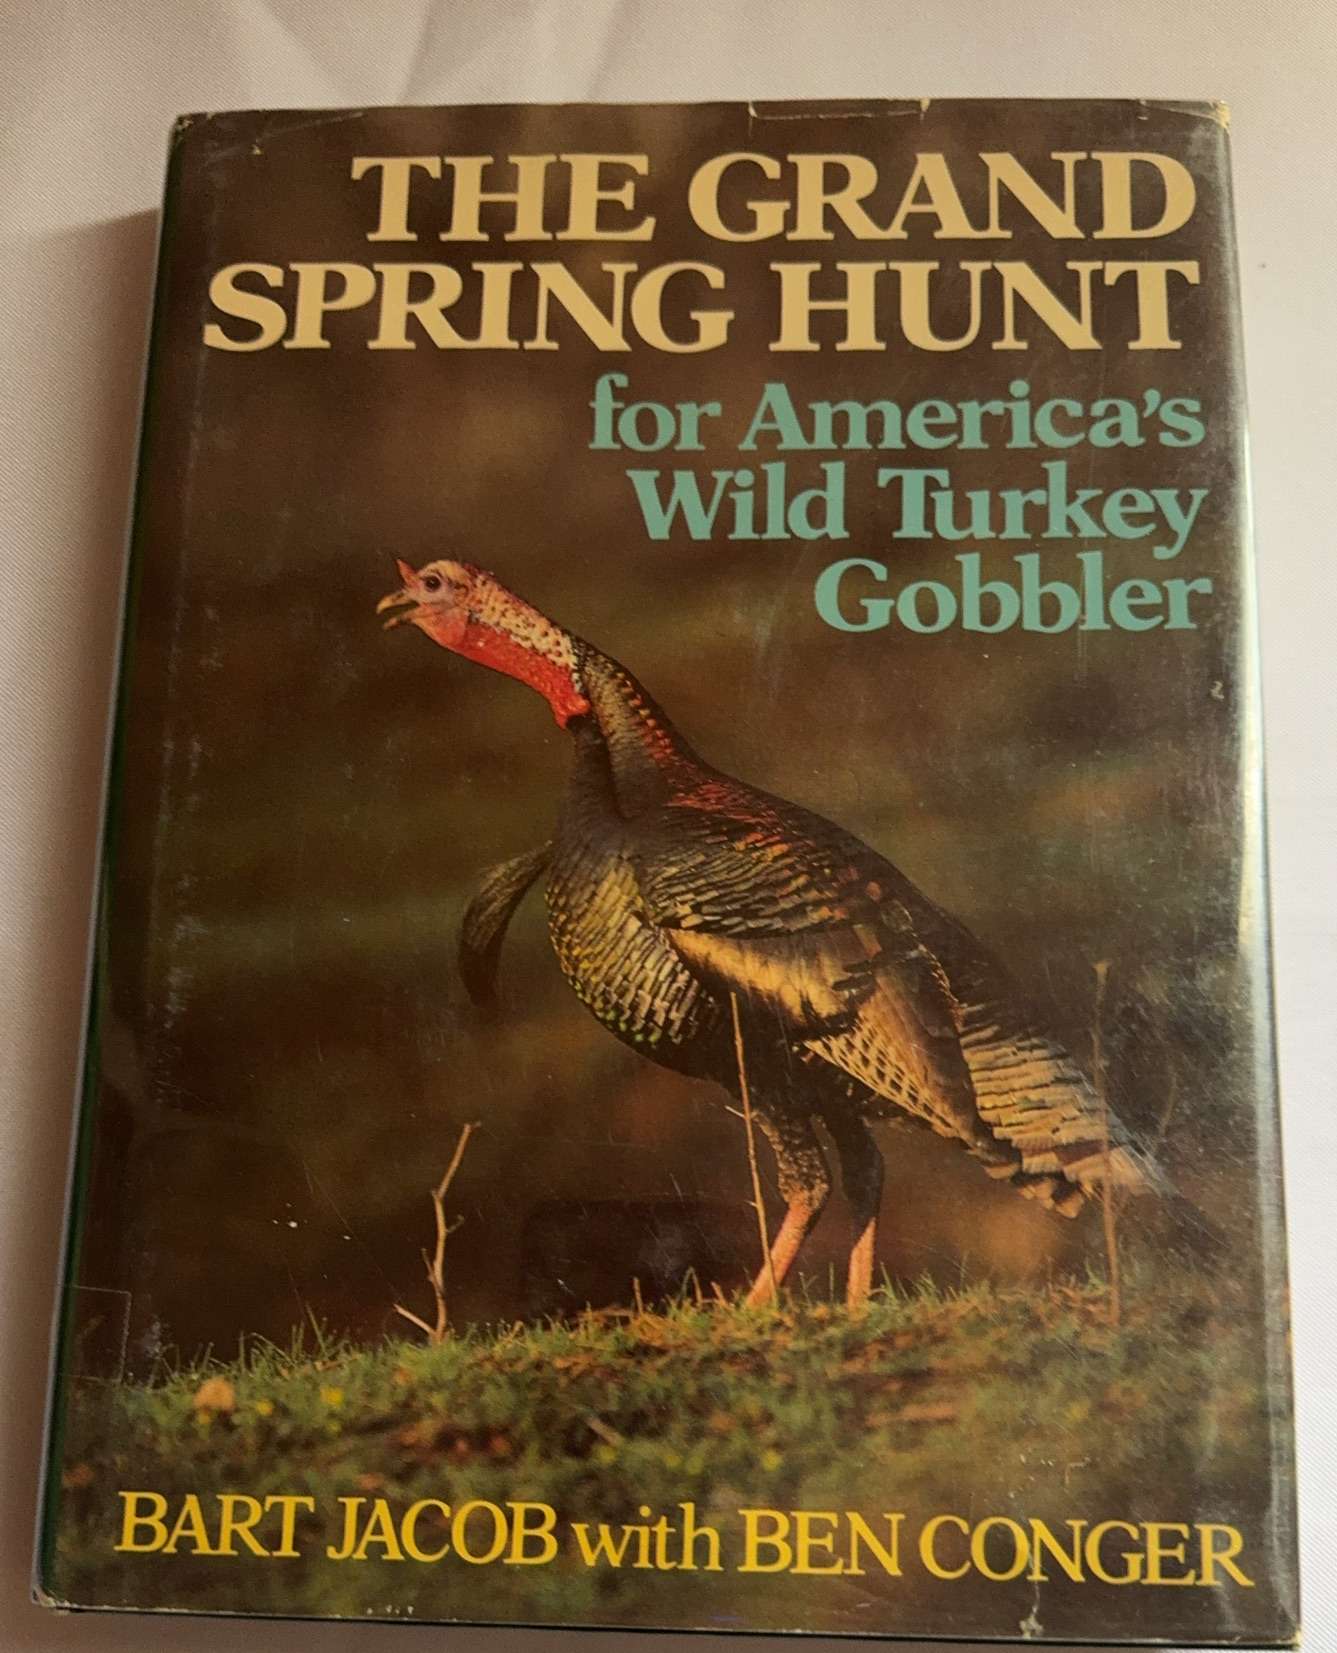 THE GRAND
SPRING HUNT
for America's
Wild Turkey
Gobbler
BART JACOB with BEN CONGER